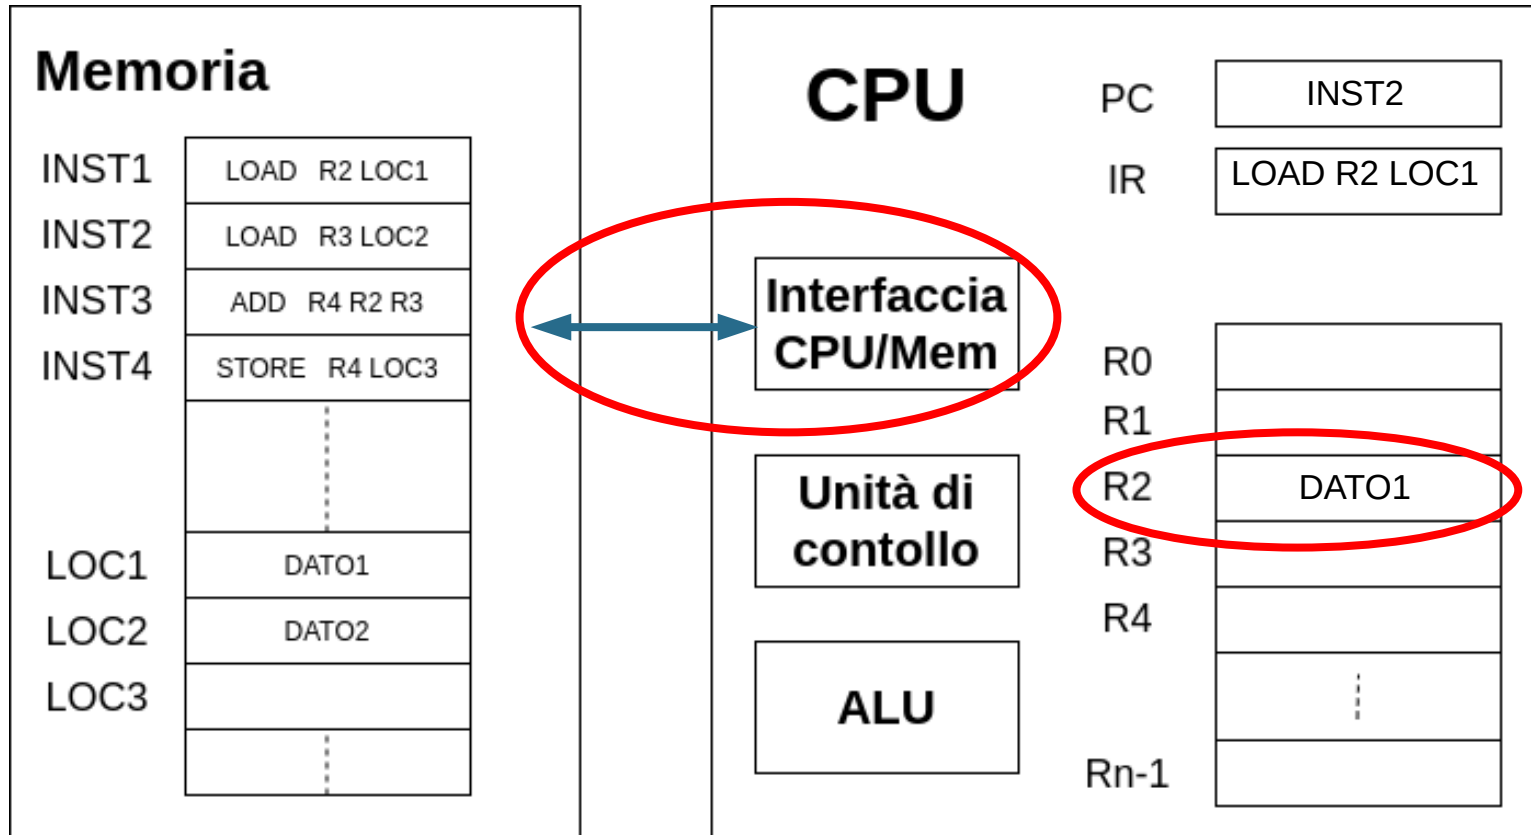 Memoria
INST1 LOAD R2 LOC1
INST2 LOAD R3 LOC2
INST3 ADD R4 R2 R3
INST4 STORE R4 LOC3
LOC1 DATO1
LOC2 DATO2
LOC3
CPU
PC INST2
IR LOAD R2 LOC1
Interfaccia
CPU/Mem
Unità di
contollo
ALU
R0
R1
R2 DATO1
R3
R4
Rn-1